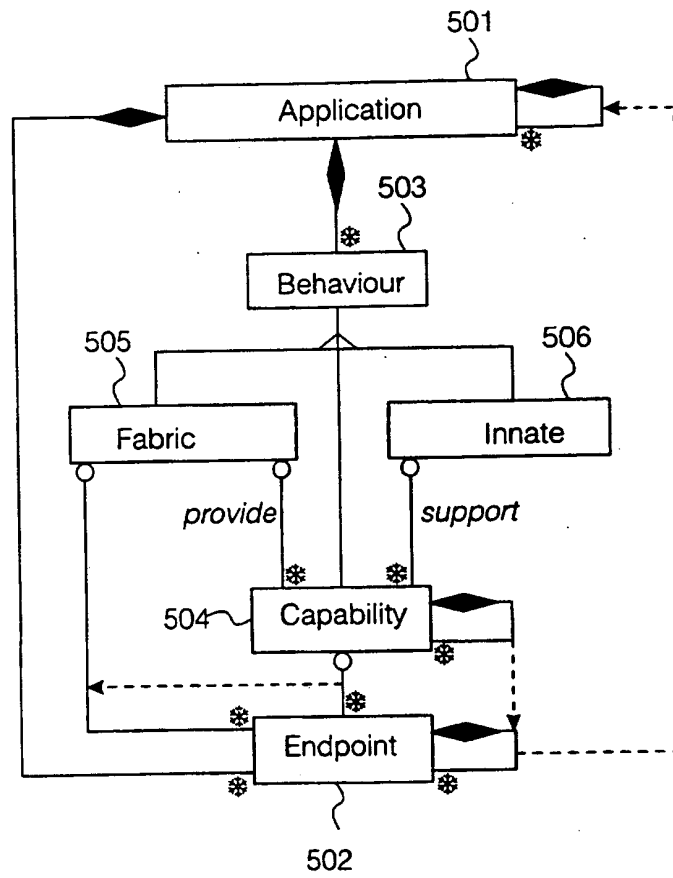 501
Application
503
Behaviour
505
506
Fabric
Innate
provide
support
504
Capability
Endpoint
502